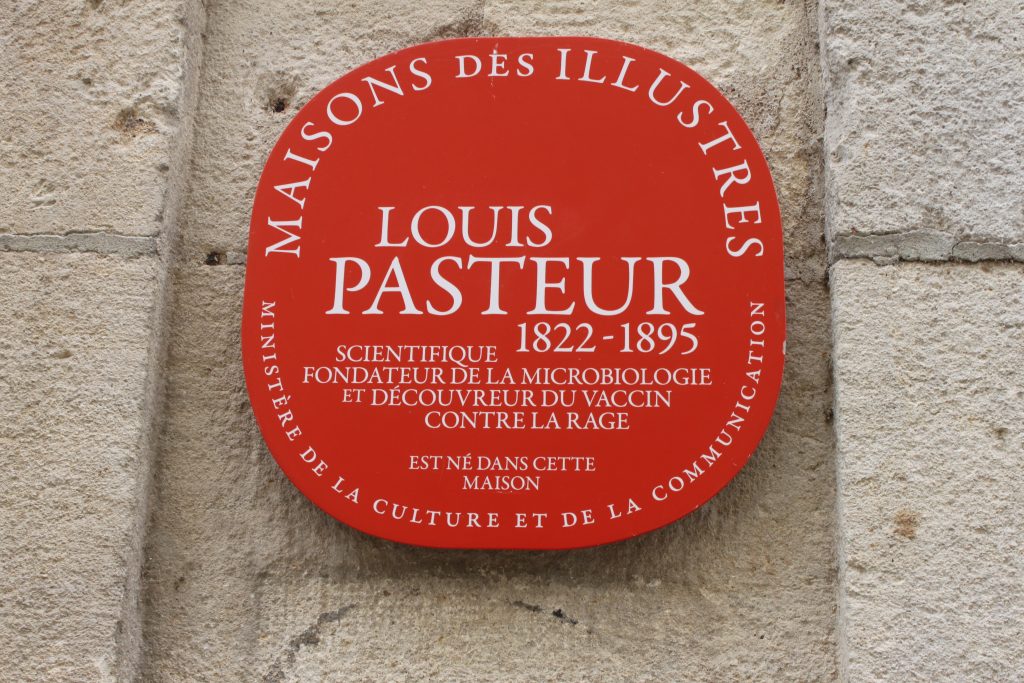 MAISONS DES ILLUSTRES
LOUIS
PASTEUR
1822-1895
SCIENTIFIQUE
FONDATEUR DE LA MICROBIOLOGIE
ET DÉCOUVREUR DU VACCIN
CONTRE LA RAGE
EST NÉ DANS CETTE
MAISON
MINISTÈRE DE LA CULTURE ET DE LA COMMUNICATION